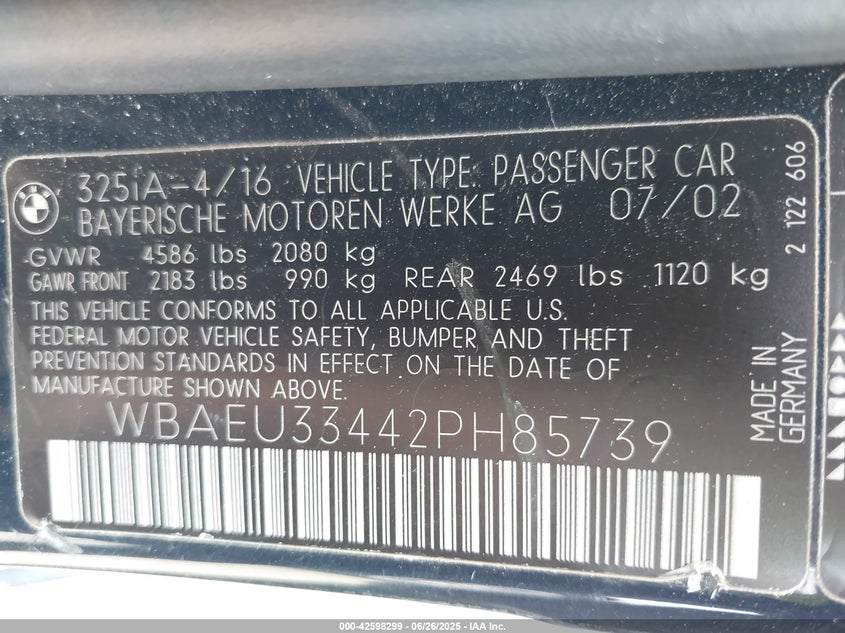 BMW
325iA-4/16 VEHICLE TYPE PASSENGER CAR
BAYERISCHE MOTOREN WERKE AG 07/02
GVWR 4586 lbs 2080 kg
GAWR FRONT 2183 lbs 990 kg REAR 2469 lbs 1120 kg
THIS VEHICLE CONFORMS TO ALL APPLICABLE U.S.
FEDERAL MOTOR VEHICLE SAFETY, BUMPER AND THEFT
PREVENTION STANDARDS IN EFFECT ON THE DATE OF
MANUFACTURE SHOWN ABOVE.
WBAEU33442PH85739
MADE IN
GERMANY
2 122 606
000-42598299 - 06/26/2025 - IAA Inc.